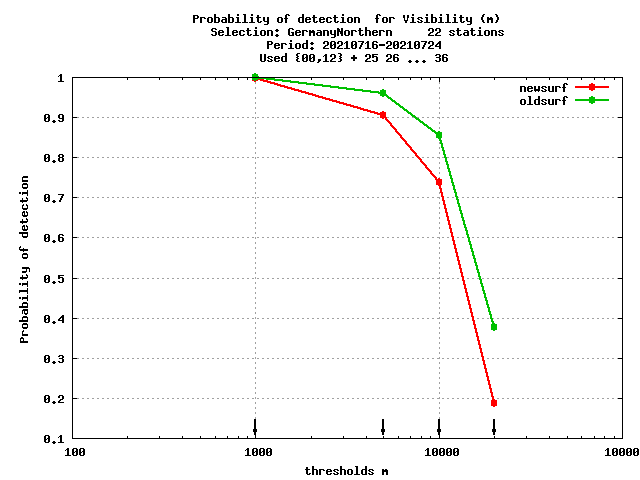 Probability of detection  for Visibility (m)
Selection: GermanyNorthern     22 stations
Period: 20210716-20210724
Used {00,12} + 25 26 ... 36
newsurf
oldsurf
1
0.9
0.8
0.7
0.6
0.5
0.4
0.3
0.2
0.1
Probability of detection
100
1000
10000
10000
thresholds m